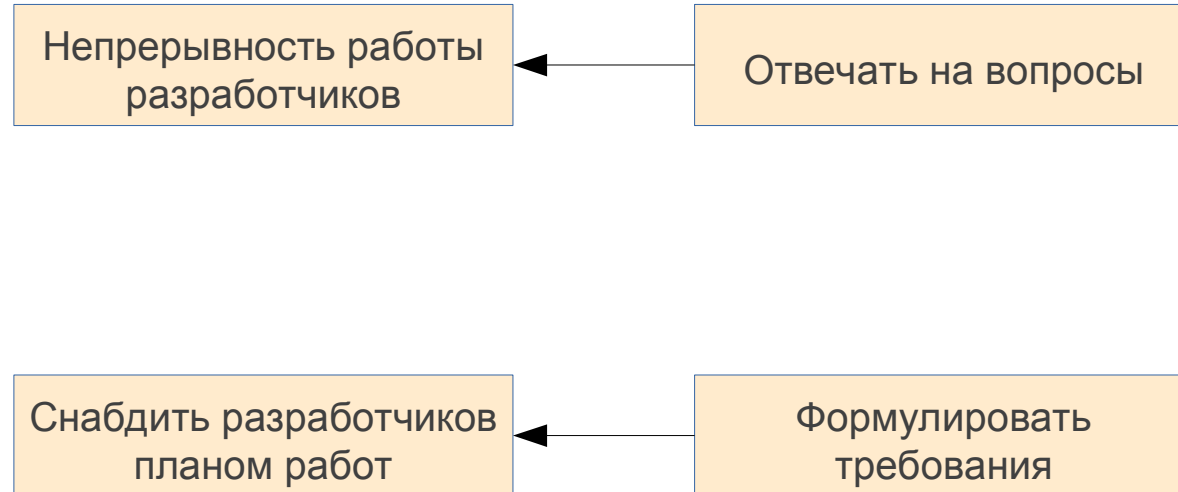 Непрерывность работы
разработчиков
Отвечать на вопросы
Снабдить разработчиков
планом работ
Формулировать
требования